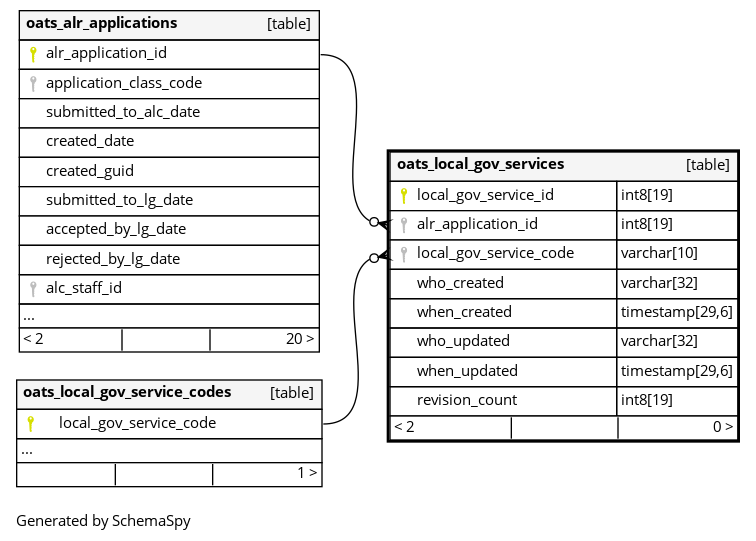 oats_alr_applications [table]
alr_application_id
application_class_code
submitted_to_alc_date
created_date
created_guid
submitted_to_lg_date
accepted_by_lg_date
rejected_by_lg_date
alc_staff_id
...
< 2 20 >
oats_local_gov_services [table]
local_gov_service_id int8[19]
alr_application_id int8[19]
local_gov_service_code varchar[10]
who_created varchar[32]
when_created timestamp[29,6]
who_updated varchar[32]
when_updated timestamp[29,6]
revision_count int8[19]
< 2 0 >
oats_local_gov_service_codes [table]
local_gov_service_code
...
1 >
Generated by SchemaSpy